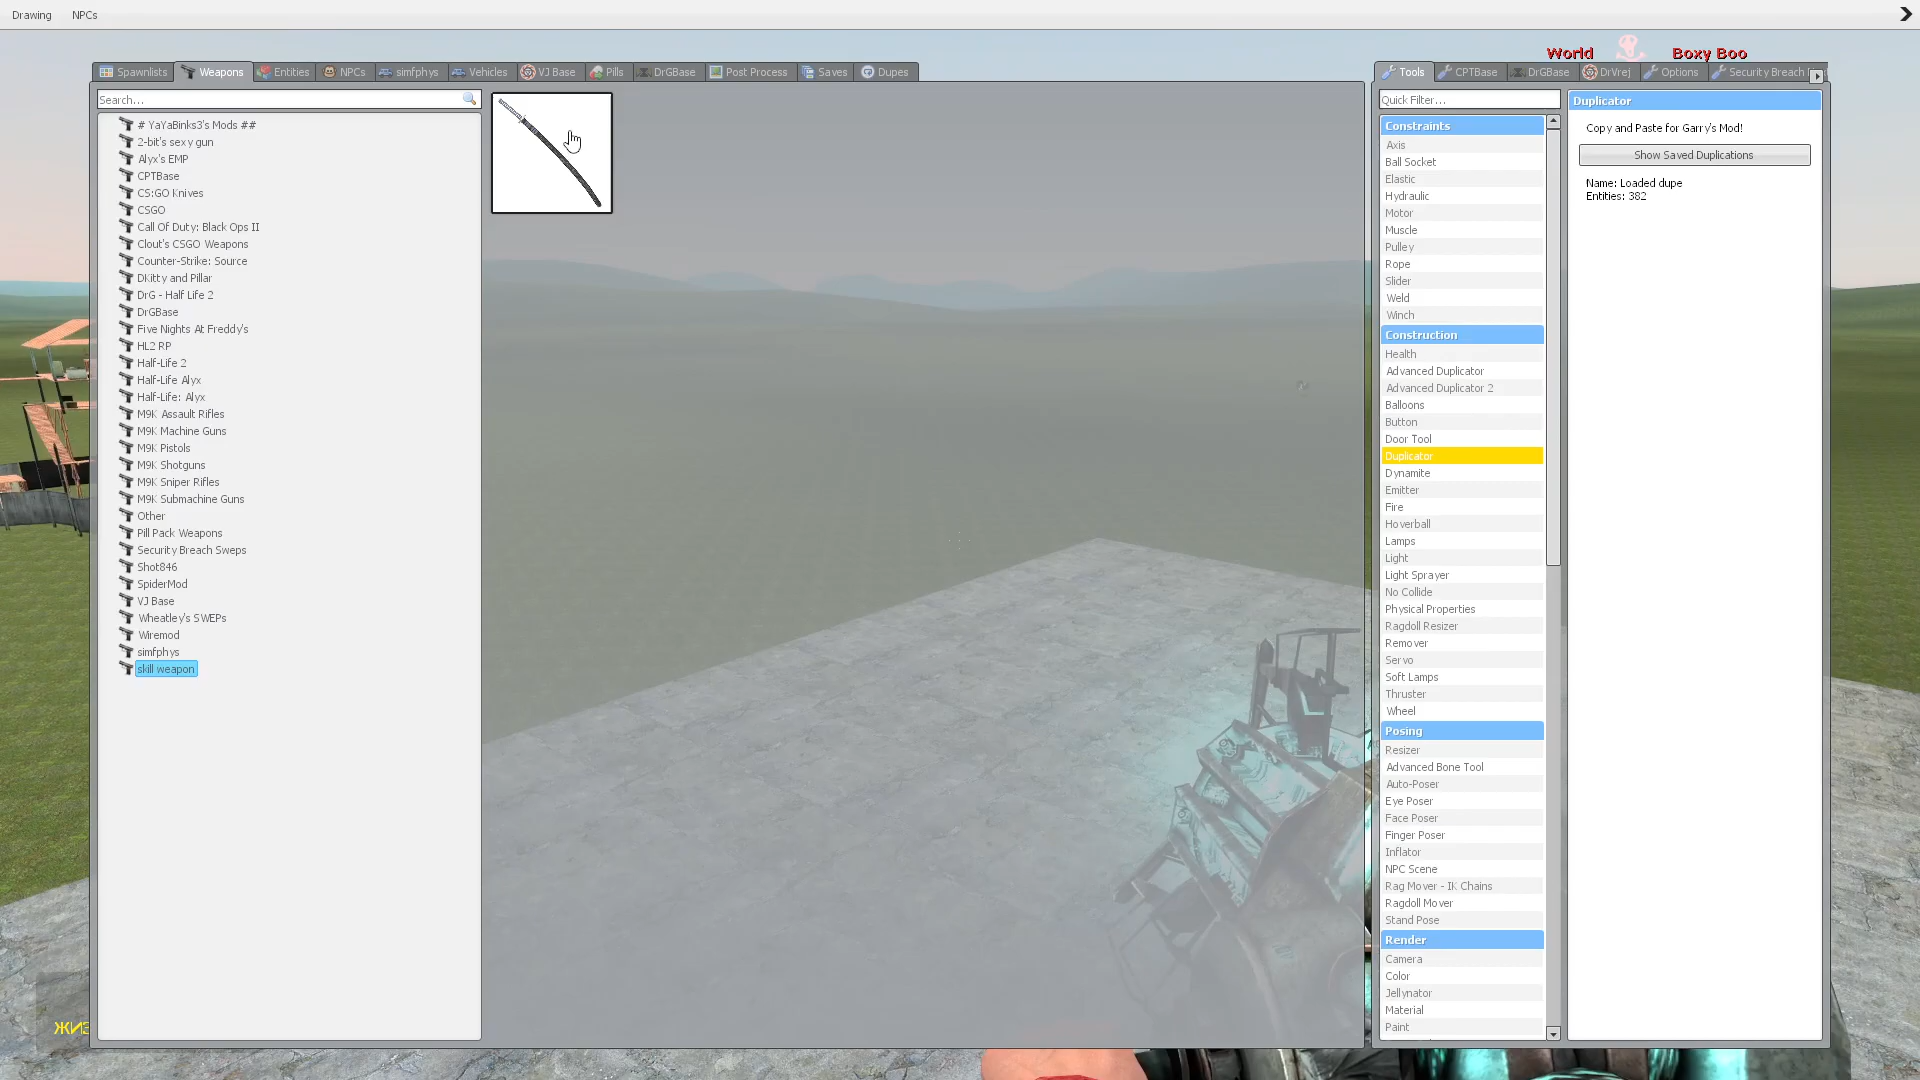 Drawing NPCs
World Boxy Boo
Spawnlists Weapons Entities NPCs simfphys Vehicles VJ Base Pills DrGBase Post Process Saves Dupes
Tools CPTBase DrGBase DrVrej Options Security Breach
Search...
# YaYaBinks3's Mods ##
2-bit's sexy gun
Alyx's EMP
CPTBase
CS:GO Knives
CSGO
Call Of Duty: Black Ops II
Clout's CSGO Weapons
Counter-Strike: Source
DKitty and Pillar
DrG - Half Life 2
DrGBase
Five Nights At Freddy's
HL2 RP
Half-Life 2
Half-Life Alyx
Half-Life: Alyx
M9K Assault Rifles
M9K Machine Guns
M9K Pistols
M9K Shotguns
M9K Sniper Rifles
M9K Submachine Guns
Other
Pill Pack Weapons
Security Breach Sweps
Shot846
SpiderMod
VJ Base
Wheatley's SWEPs
Wiremod
simfphys
skill weapon
Quick Filter...
Constraints
Axis
Ball Socket
Elastic
Hydraulic
Motor
Muscle
Pulley
Rope
Slider
Weld
Winch
Construction
Health
Advanced Duplicator
Advanced Duplicator 2
Balloons
Button
Door Tool
Duplicator
Dynamite
Emitter
Fire
Hoverball
Lamps
Light
Light Sprayer
No Collide
Physical Properties
Ragdoll Resizer
Remover
Servo
Soft Lamps
Thruster
Wheel
Posing
Resizer
Advanced Bone Tool
Auto-Poser
Eye Poser
Face Poser
Finger Poser
Inflator
NPC Scene
Rag Mover - IK Chains
Ragdoll Mover
Stand Pose
Render
Camera
Color
Jellynator
Material
Paint
Duplicator
Copy and Paste for Garry's Mod!
Show Saved Duplications
Name: Loaded dupe
Entities: 382